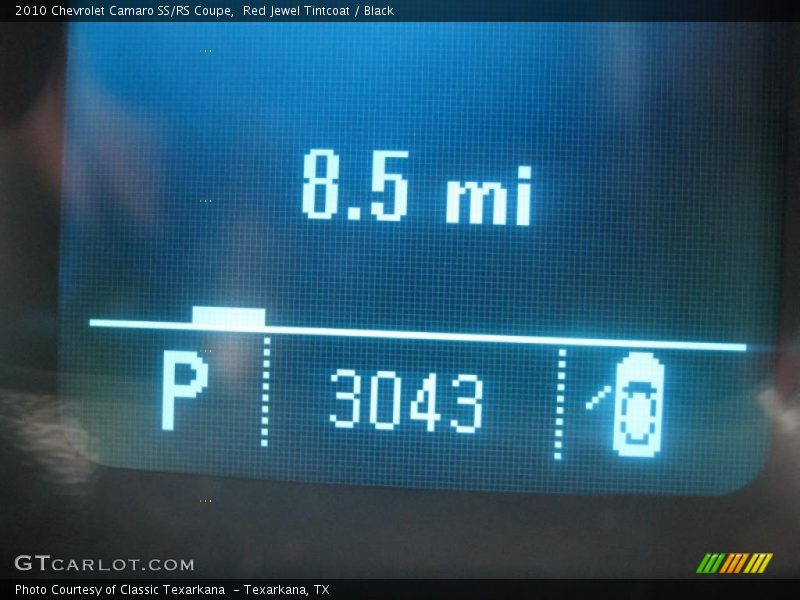 2010 Chevrolet Camaro SS/RS Coupe,  Red Jewel Tintcoat / Black
8.5 mi
P 3043
GTCARLOT.COM
Photo Courtesy of Classic Texarkana  - Texarkana, TX